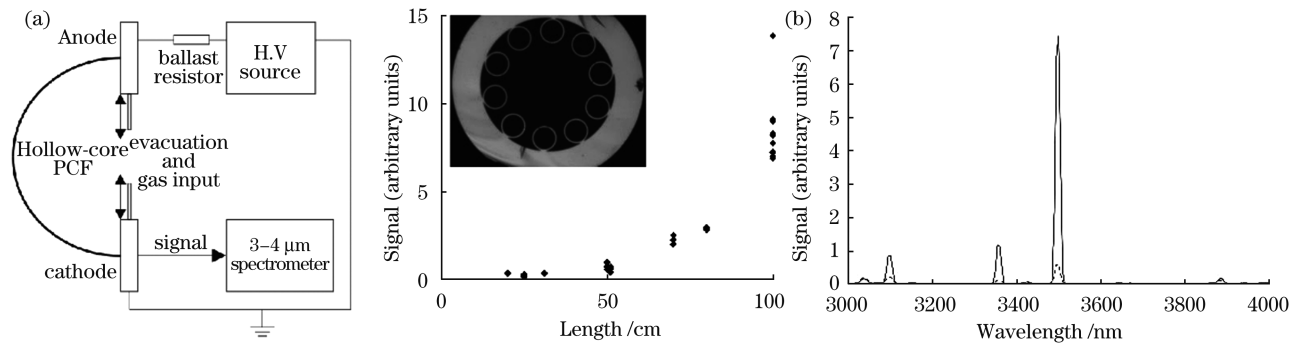 (a)
Anode
ballast
resistor
H.V
source
Hollow-core
PCF
evacuation
and
gas input
signal
3–4 μm
spectrometer
cathode
Signal (arbitrary units)
15
10
5
0
0
50
100
Length /cm
(b)
Signal (arbitrary units)
8
7
6
5
4
3
2
1
0
3000
3200
3400
3600
3800
4000
Wavelength /nm